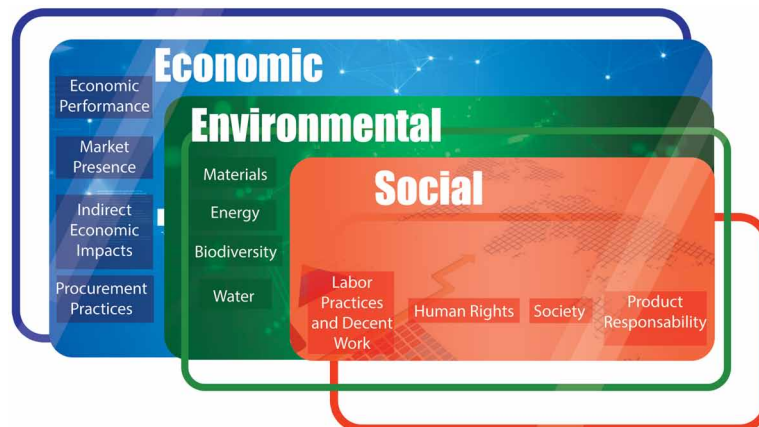 Economic
Economic
Performance
Market
Presence
Indirect
Economic
Impacts
Procurement
Practices
Environmental
Materials
Energy
Biodiversity
Water
Social
Labor
Practices
and Decent
Work
Human Rights
Society
Product
Responsability